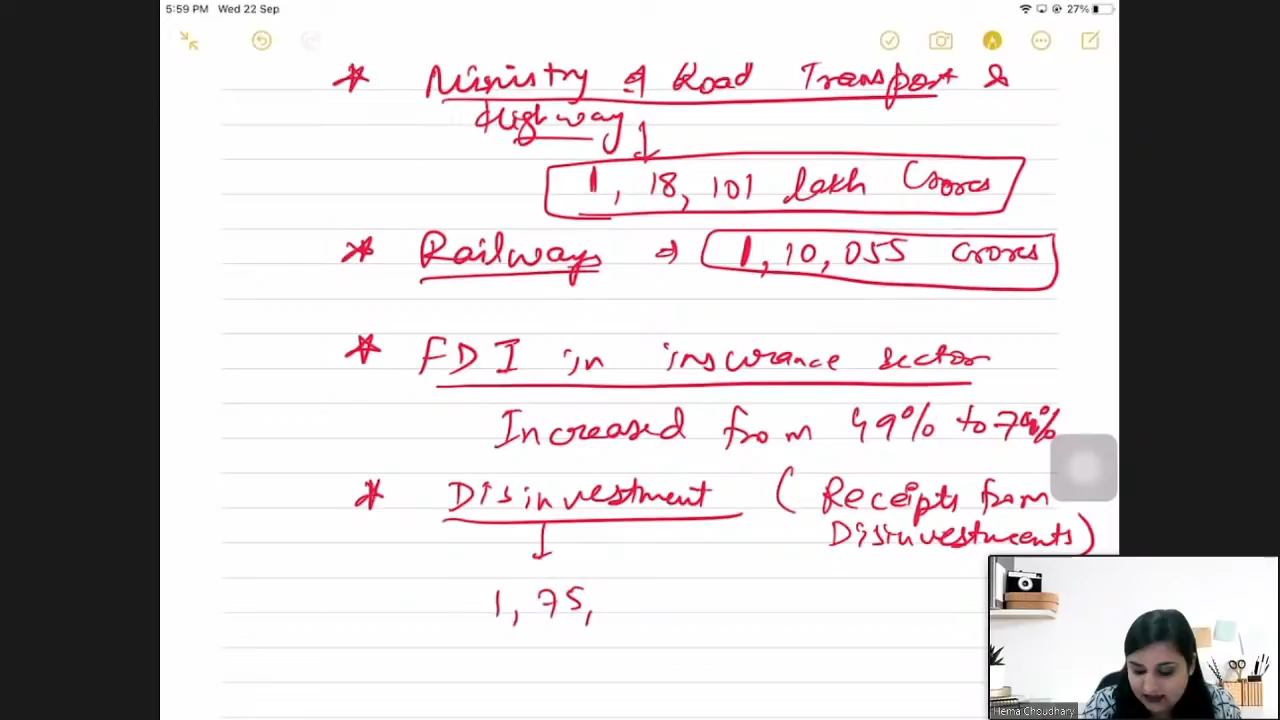 5:59 PM Wed 22 Sep
27%
* Ministry of Road Transport &
Highway
1, 18, 101 lakh Crores
* Railways → 1, 10, 055 crores
* FDI in insurance sector
Increased from 49% to 74%
* Disinvestment ( Receipts from
Disinvestments)
1, 75,
Hema Choudhary